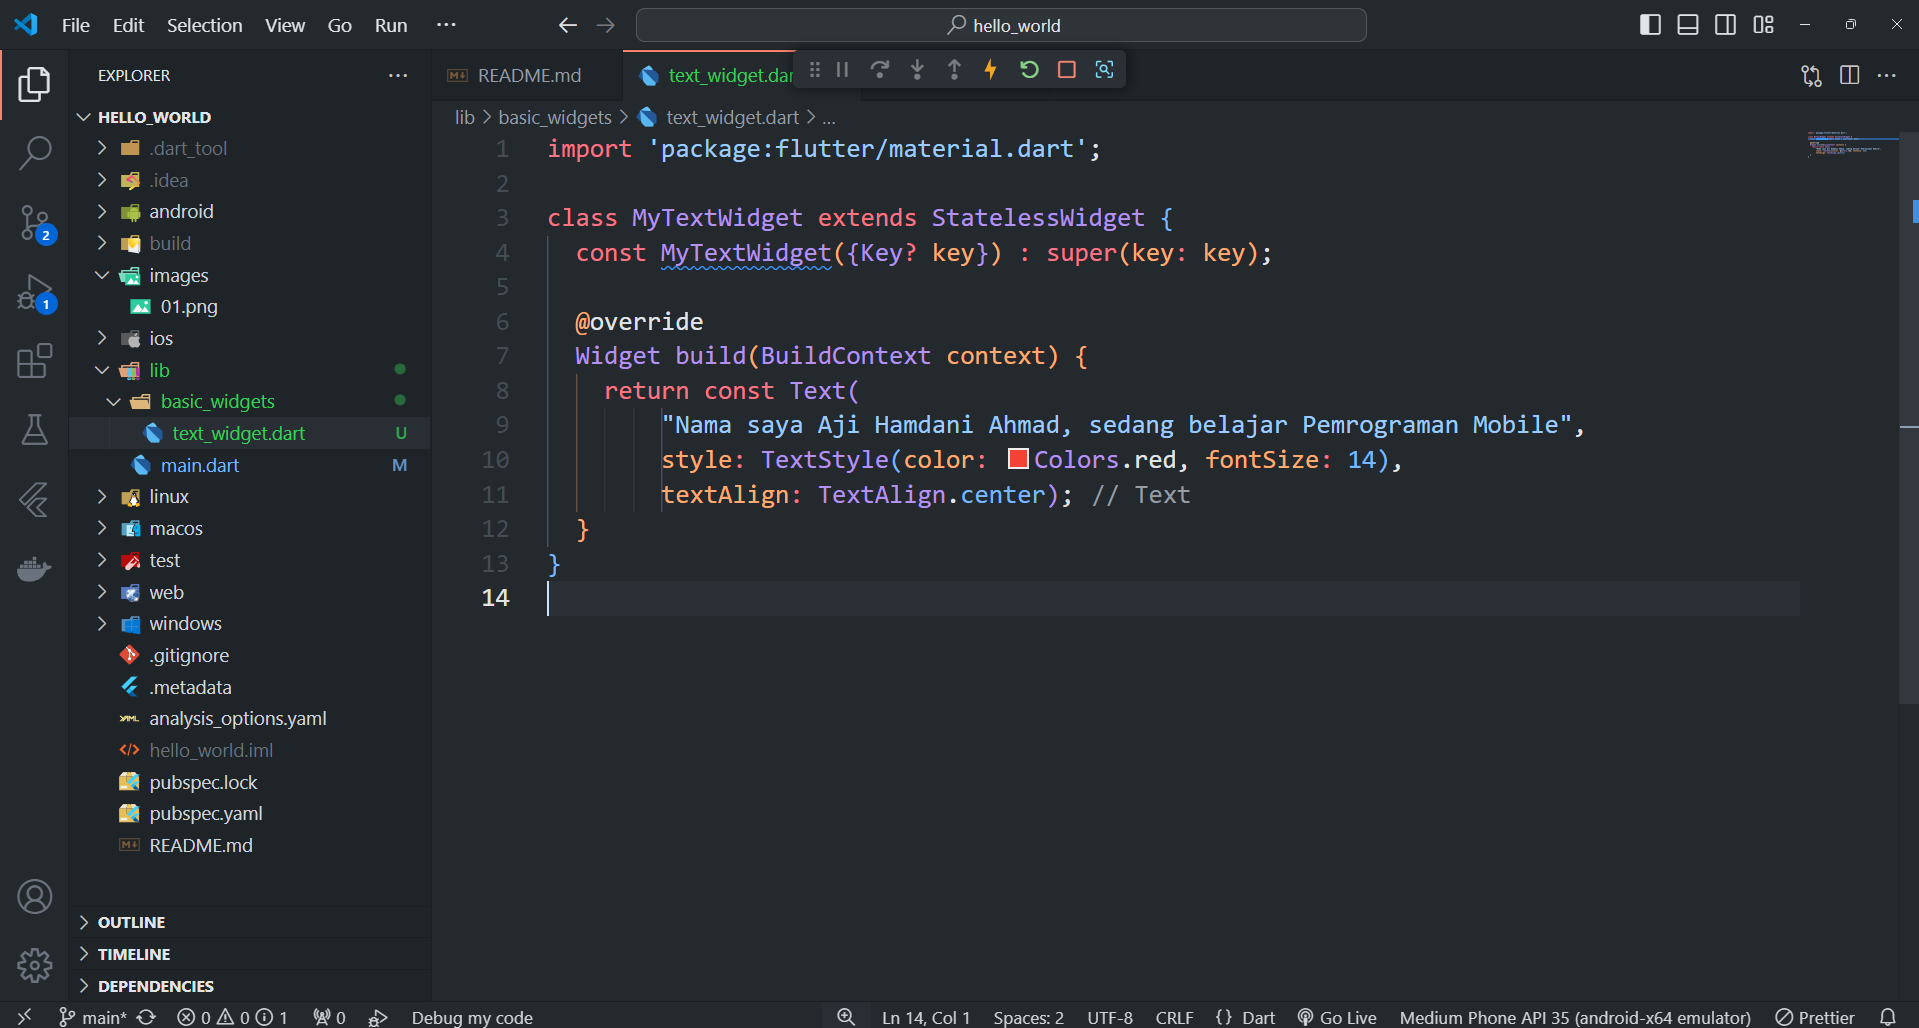 File Edit Selection View Go Run ···
hello_world
EXPLORER
HELLO_WORLD
.dart_tool
.idea
android
build
images
01.png
ios
lib
basic_widgets
text_widget.dart U
main.dart M
linux
macos
test
web
windows
.gitignore
.metadata
analysis_options.yaml
hello_world.iml
pubspec.lock
pubspec.yaml
README.md
OUTLINE
TIMELINE
DEPENDENCIES
2
1
README.md text_widget.dar
lib > basic_widgets > text_widget.dart > ...
1 import 'package:flutter/material.dart';
2
3 class MyTextWidget extends StatelessWidget {
4 const MyTextWidget({Key? key}) : super(key: key);
5
6 @override
7 Widget build(BuildContext context) {
8 return const Text(
9 "Nama saya Aji Hamdani Ahmad, sedang belajar Pemrograman Mobile",
10 style: TextStyle(color: Colors.red, fontSize: 14),
11 textAlign: TextAlign.center); // Text
12 }
13 }
14
main* 0 0 1 0 Debug my code Ln 14, Col 1 Spaces: 2 UTF-8 CRLF {} Dart Go Live Medium Phone API 35 (android-x64 emulator) Prettier